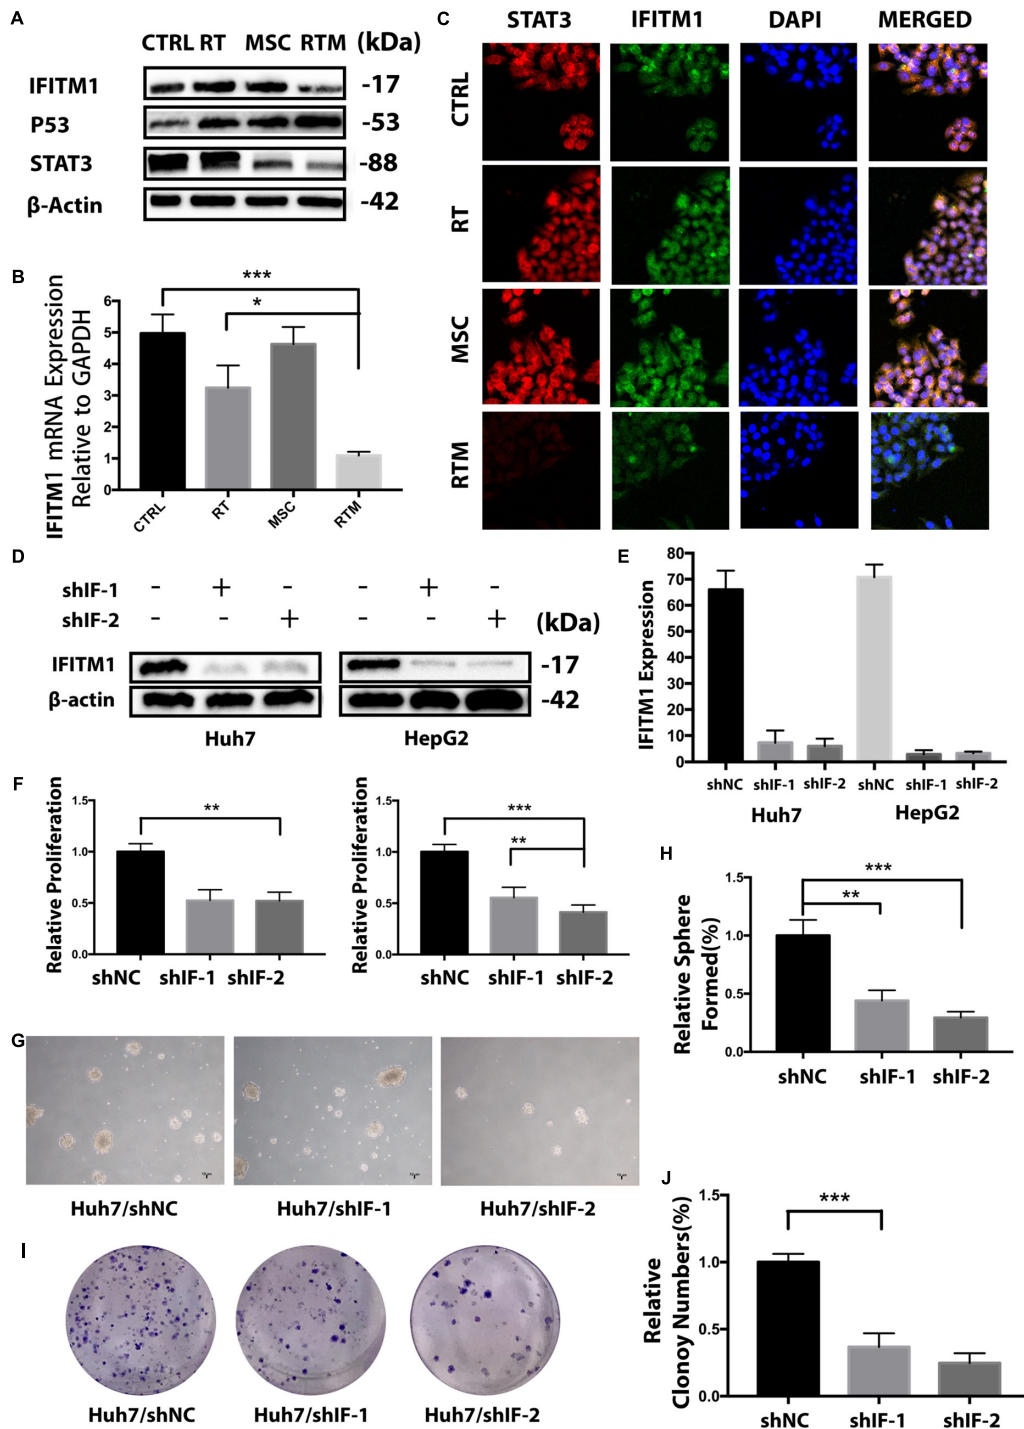 A
CTRL RT MSC RTM (kDa)
IFITM1 -17
P53 -53
STAT3 -88
β-Actin -42
B
IFITM1 mRNA Expression
Relative to GAPDH
***
*
6
5
4
3
2
1
0
CTRL RT MSC RTM
C
STAT3 IFITM1 DAPI MERGED
CTRL
RT
MSC
RTM
D
shIF-1 - + - - + -
shIF-2 - - + - - + (kDa)
IFITM1 -17
β-actin -42
Huh7 HepG2
E
IFITM1 Expression
80
70
60
50
40
30
20
10
0
shNC shIF-1 shIF-2 shNC shIF-1 shIF-2
Huh7 HepG2
F
Relative Proliferation
1.5
1.0
0.5
0.0
**
shNC shIF-1 shIF-2
Relative Proliferation
1.5
1.0
0.5
0.0
***
**
shNC shIF-1 shIF-2
G
Huh7/shNC Huh7/shIF-1 Huh7/shIF-2
H
Relative Sphere
Formed(%)
1.5
1.0
0.5
0.0
***
**
shNC shIF-1 shIF-2
I
Huh7/shNC Huh7/shIF-1 Huh7/shIF-2
J
Relative
Clonoy Numbers(%)
1.5
1.0
0.5
0.0
***
shNC shIF-1 shIF-2